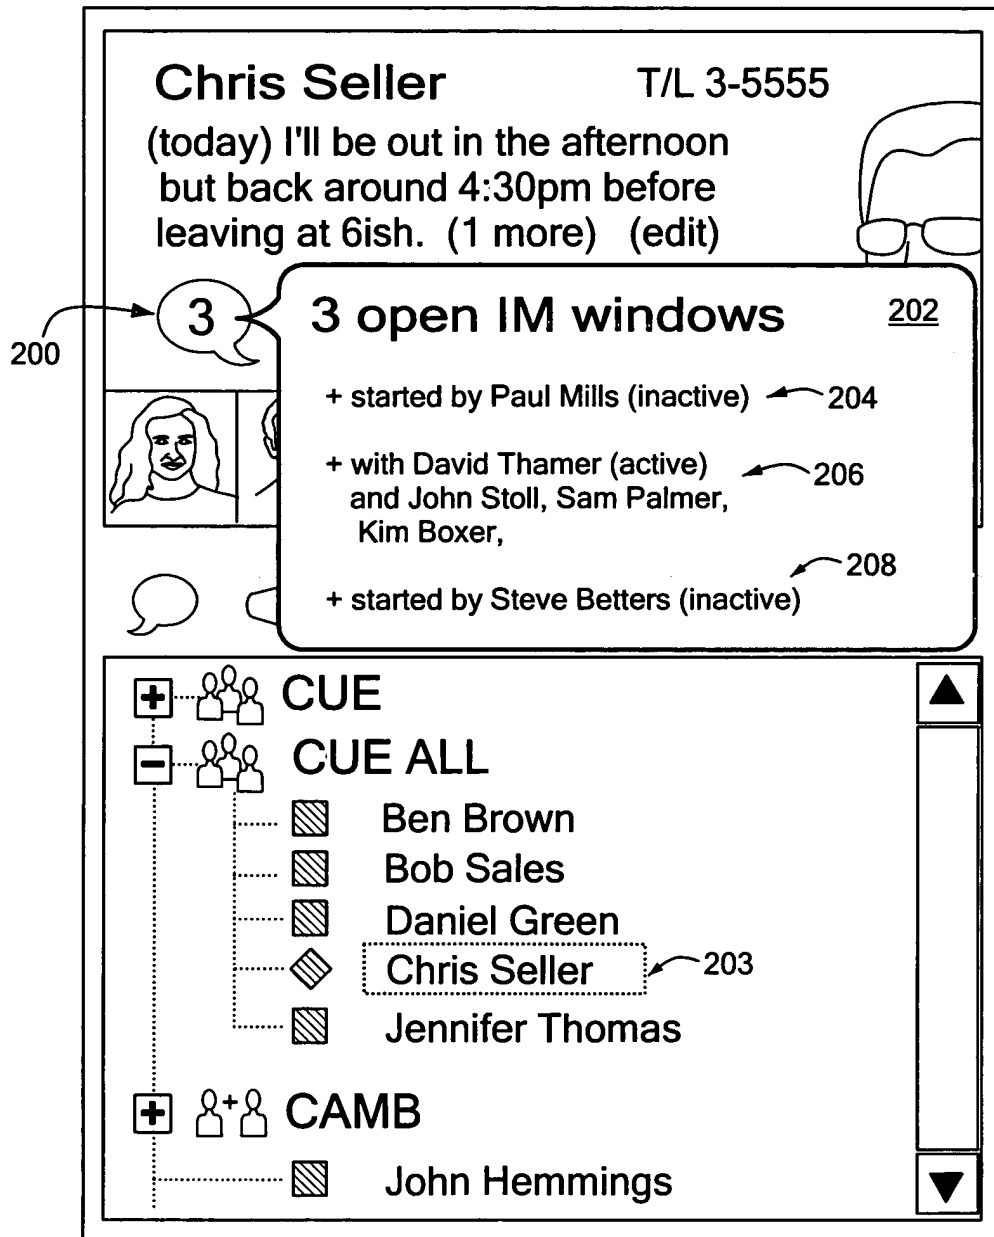 Chris Seller T/L 3-5555
(today) I'll be out in the afternoon
but back around 4:30pm before
leaving at 6ish. (1 more) (edit)
200
3
3 open IM windows 202
+ started by Paul Mills (inactive) 204
+ with David Thamer (active) 206
and John Stoll, Sam Palmer,
Kim Boxer,
208
+ started by Steve Betters (inactive)
CUE
CUE ALL
Ben Brown
Bob Sales
Daniel Green
Chris Seller 203
Jennifer Thomas
CAMB
John Hemmings